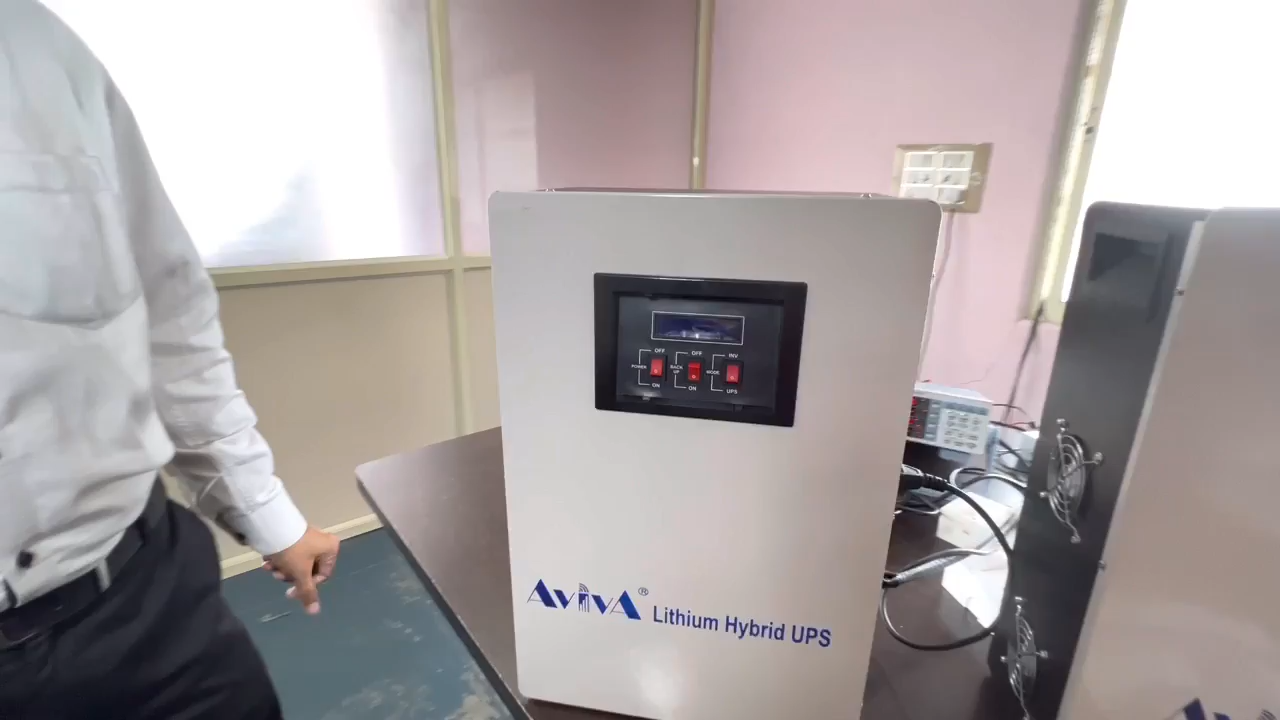 OFF OFF INV
POWER BACK UP MODE
ON ON UPS
AVIVA® Lithium Hybrid UPS